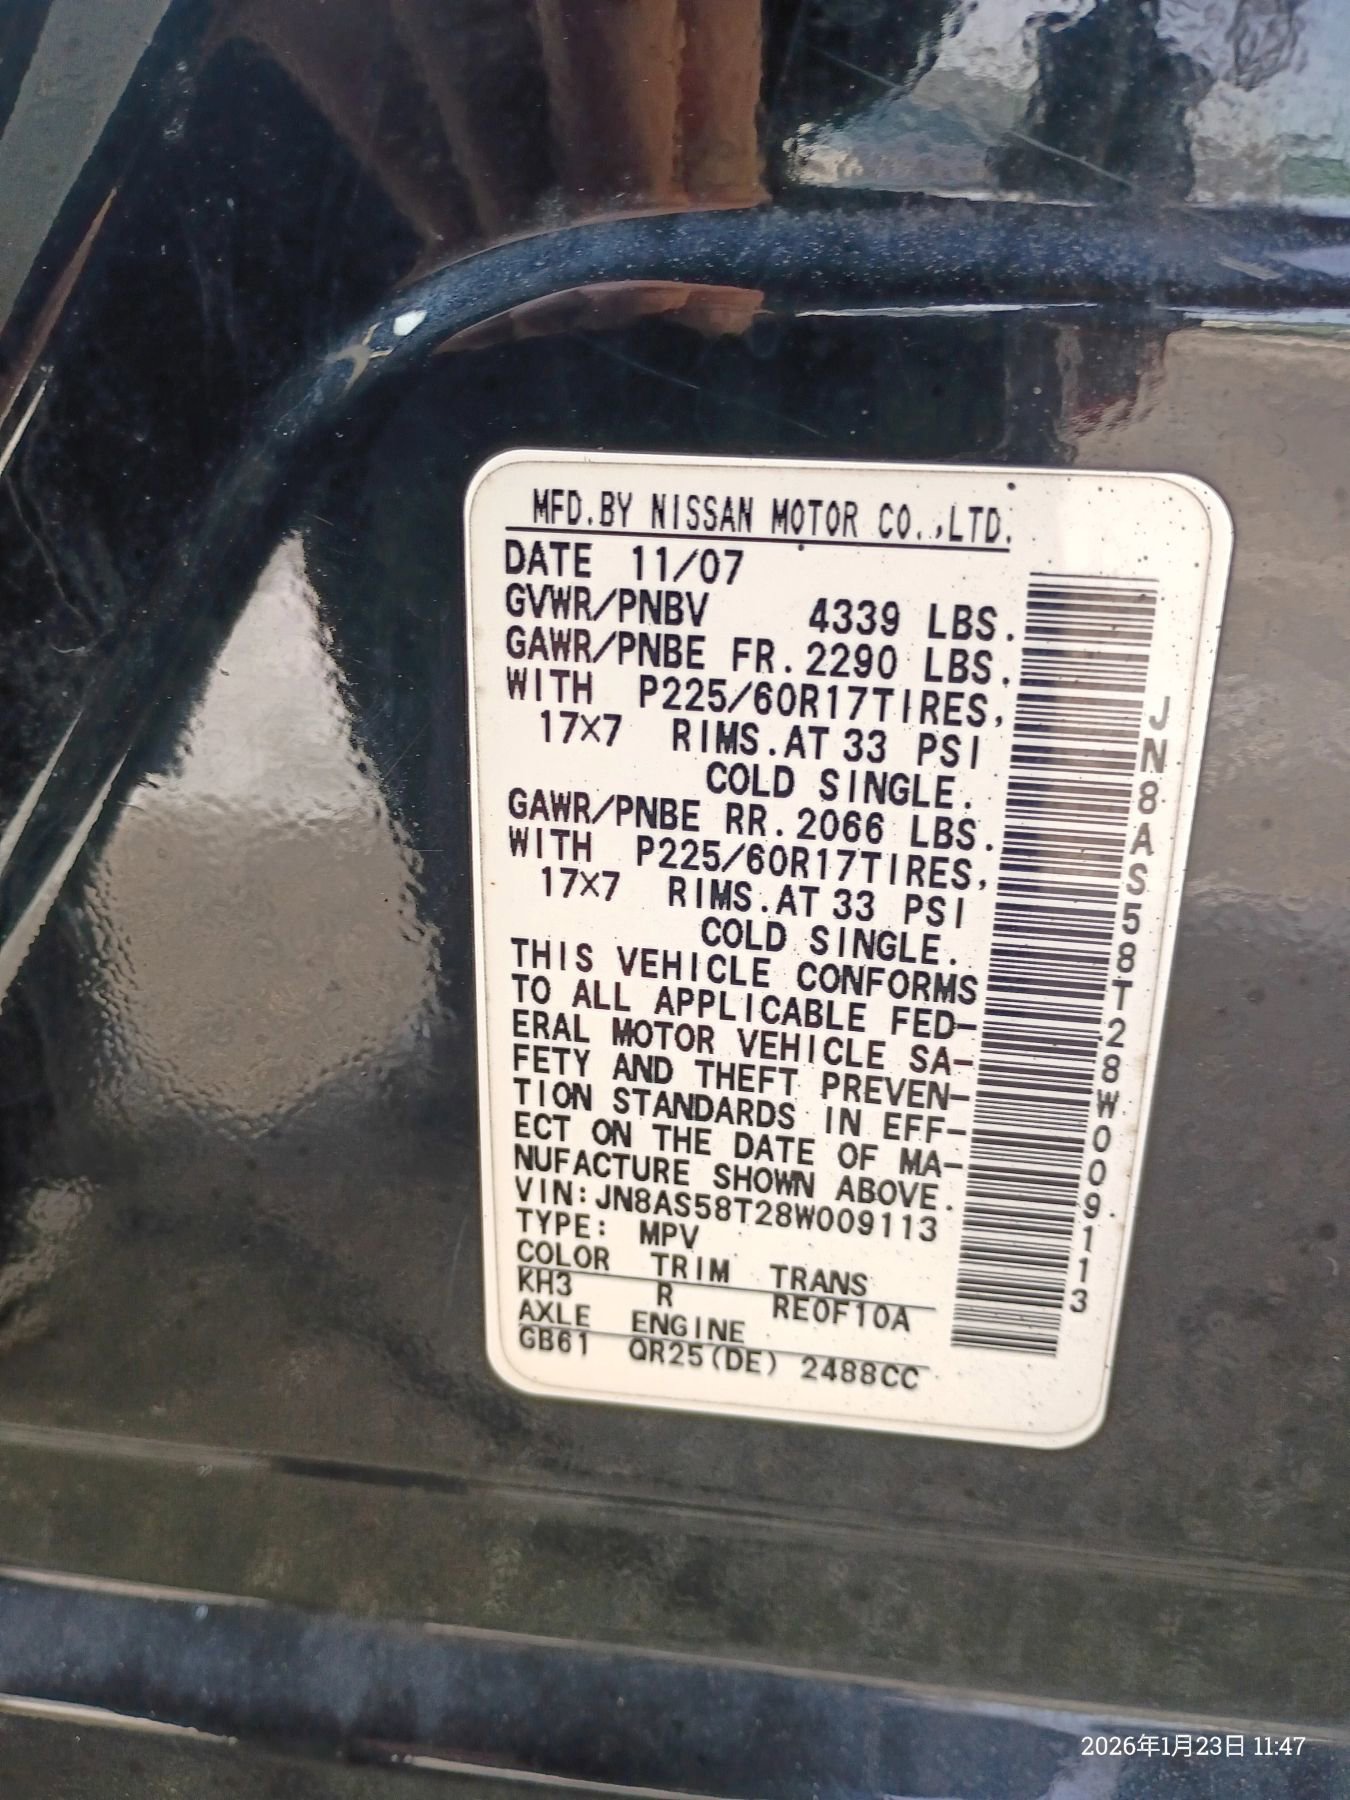 MFD.BY NISSAN MOTOR CO.,LTD.
DATE 11/07
GVWR/PNBV 4339 LBS.
GAWR/PNBE FR.2290 LBS.
WITH P225/60R17TIRES,
17×7 RIMS.AT 33 PSI
COLD SINGLE.
GAWR/PNBE RR.2066 LBS.
WITH P225/60R17TIRES,
17×7 RIMS.AT 33 PSI
COLD SINGLE.
THIS VEHICLE CONFORMS
TO ALL APPLICABLE FED-
ERAL MOTOR VEHICLE SA-
FETY AND THEFT PREVEN-
TION STANDARDS IN EFF-
ECT ON THE DATE OF MA-
NUFACTURE SHOWN ABOVE.
VIN:JN8AS58T28W009113
TYPE: MPV
COLOR TRIM TRANS
KH3 R RE0F10A
AXLE ENGINE
GB61 QR25(DE) 2488CC
JN8AS58T28W009113
2026年1月23日 11:47